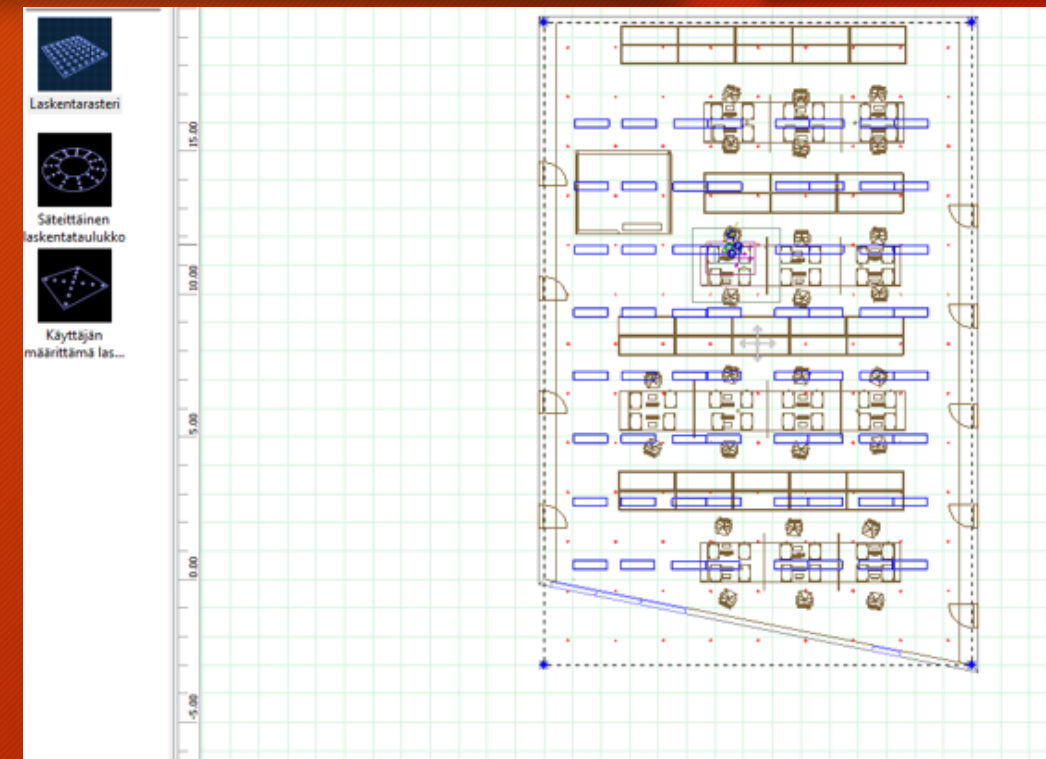 Laskentarasteri
Säteittäinen
laskentataulukko
Käyttäjän
määrittämä las...
15.00
10.00
5.00
0.00
-5.00